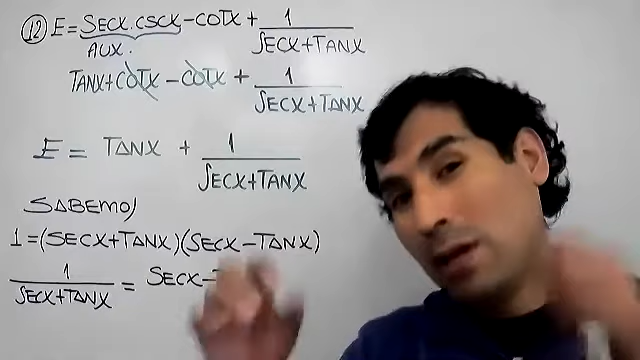 12 E = SECX.CSCX - COTX + 1/(SECX+TANX)
AUX.
TANX + COTX - COTX + 1/(SECX+TANX)
E = TANX + 1/(SECX+TANX)
SABEMOS
1 = (SECX+TANX)(SECX-TANX)
1/(SECX+TANX) = SECX-